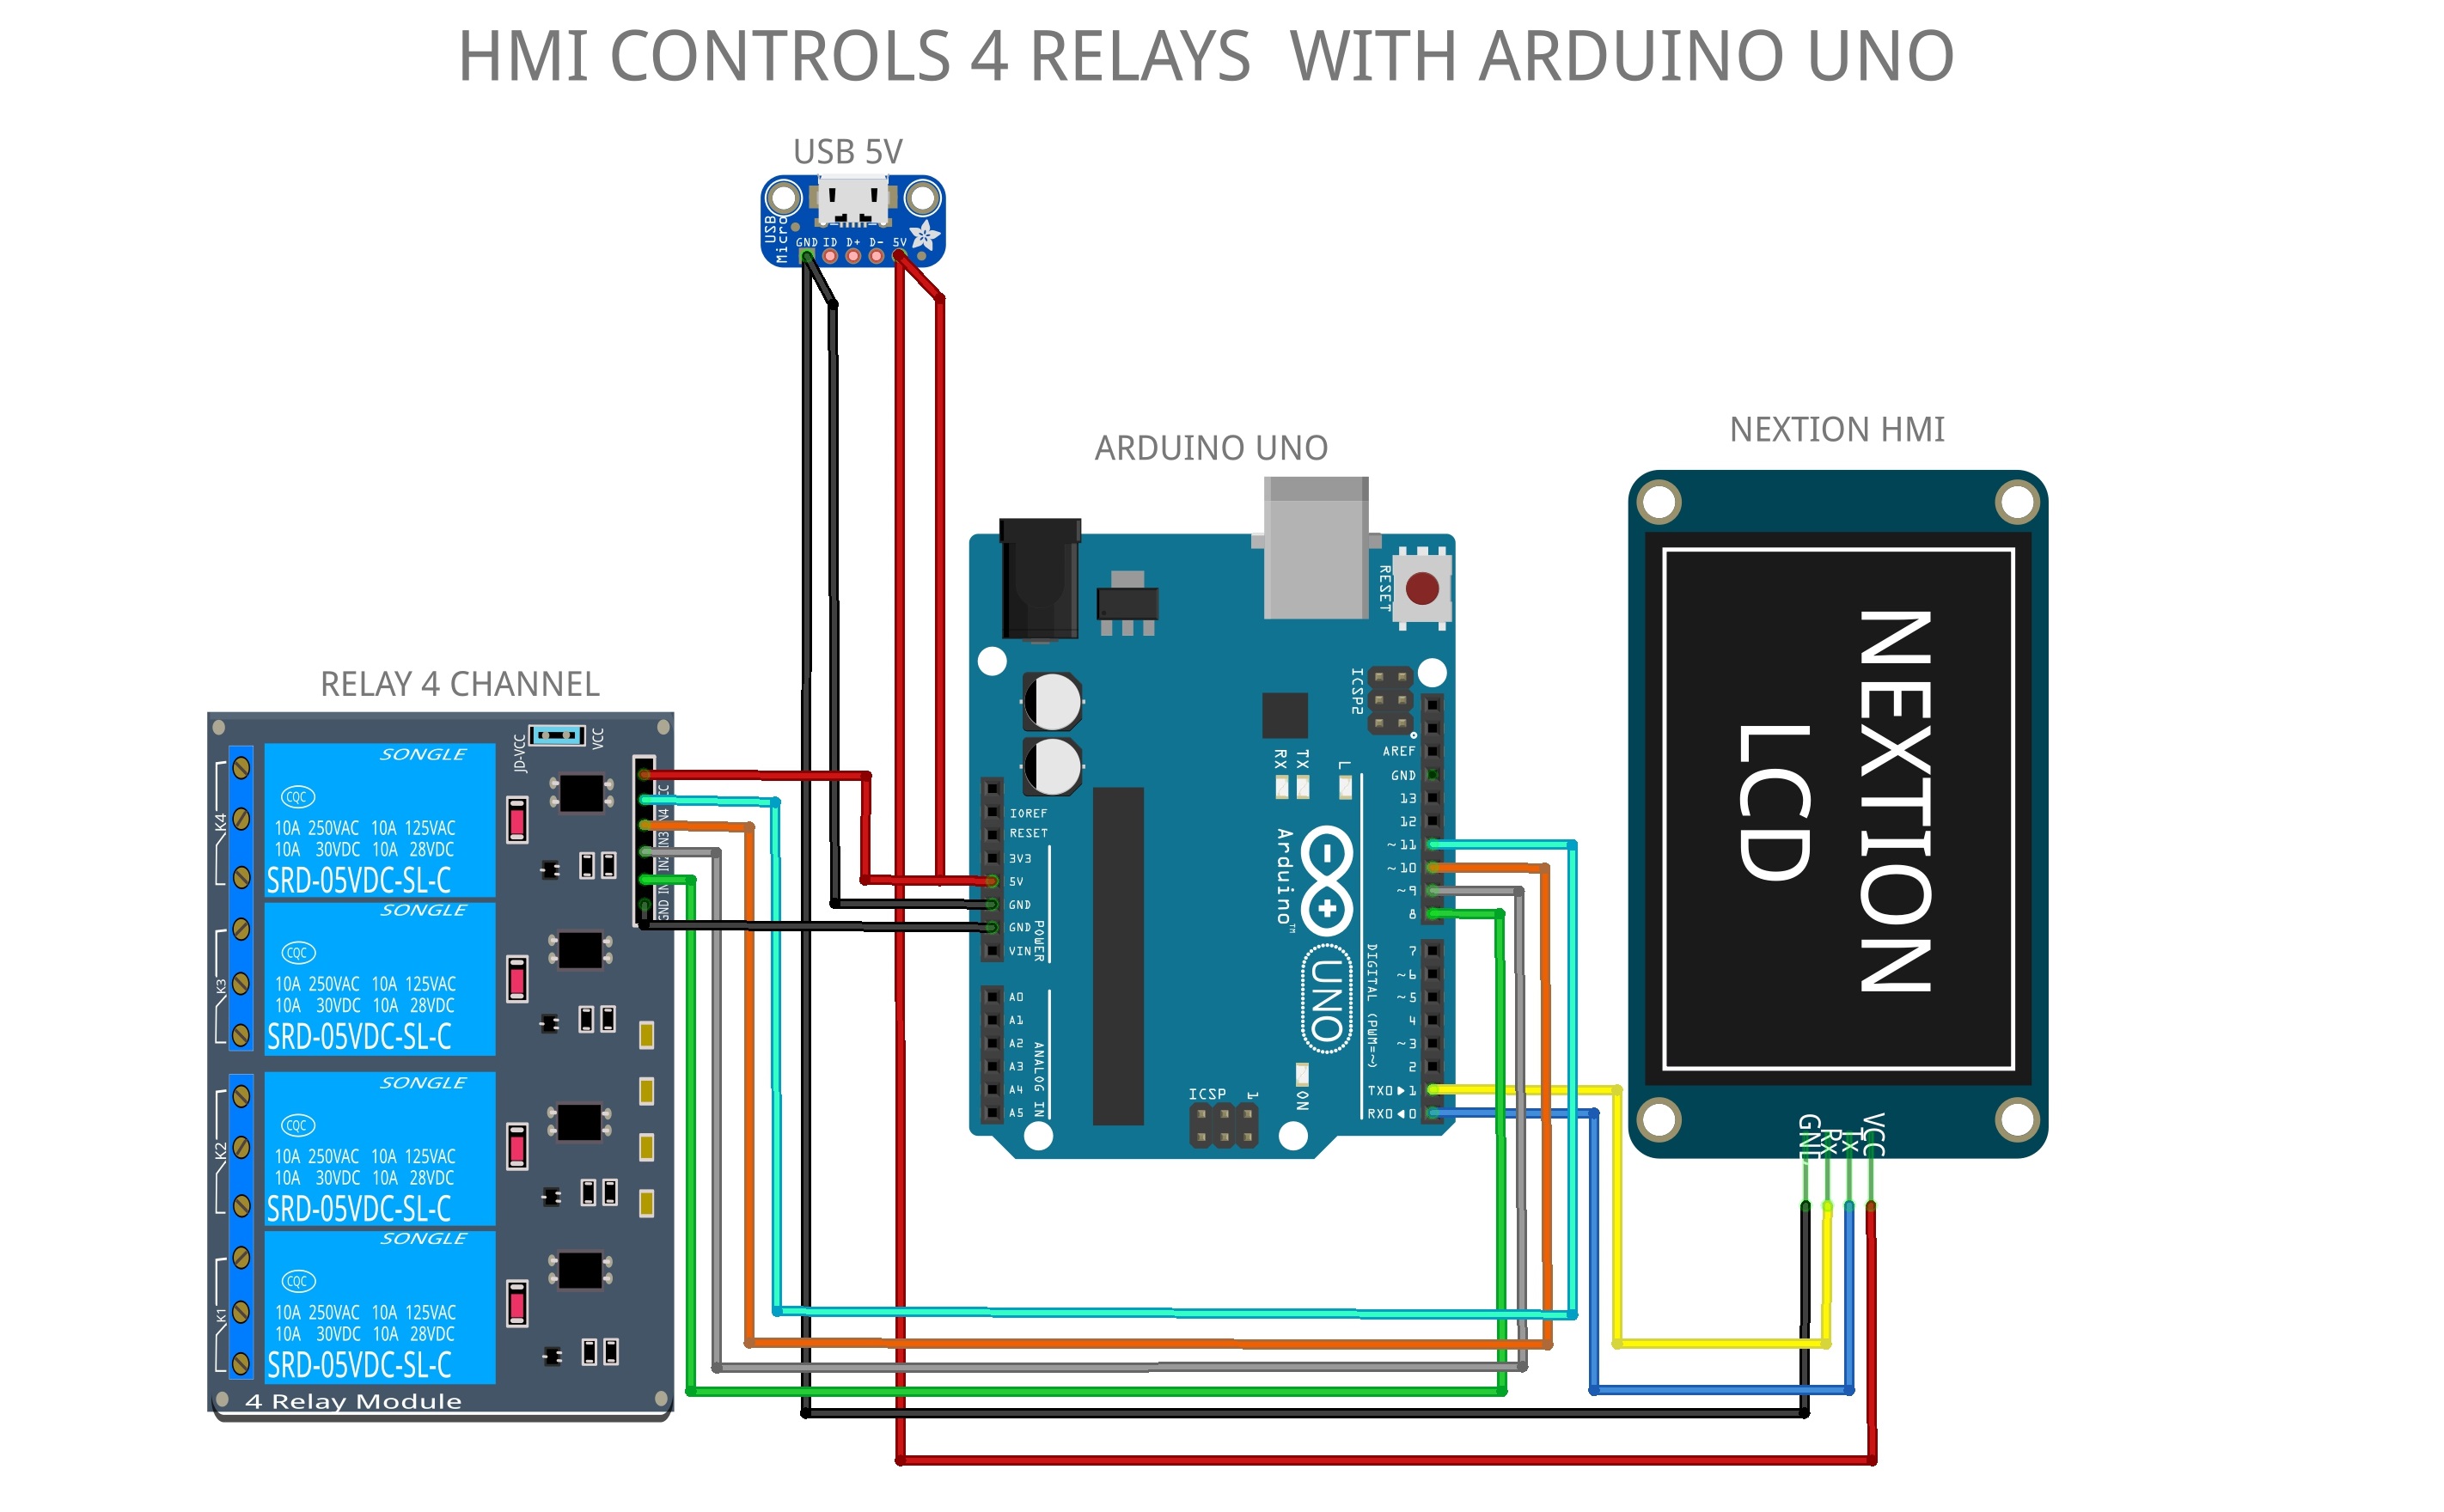 HMI CONTROLS 4 RELAYS WITH ARDUINO UNO
USB 5V
USB
Micro
GND ID D+ D- 5V
ARDUINO UNO
NEXTION HMI
RELAY 4 CHANNEL
JD-VCC
VCC
K4
SONGLE
CQC
10A 250VAC 10A 125VAC
10A 30VDC 10A 28VDC
SRD-05VDC-SL-C
K3
SONGLE
CQC
10A 250VAC 10A 125VAC
10A 30VDC 10A 28VDC
SRD-05VDC-SL-C
K2
SONGLE
CQC
10A 250VAC 10A 125VAC
10A 30VDC 10A 28VDC
SRD-05VDC-SL-C
K1
SONGLE
CQC
10A 250VAC 10A 125VAC
10A 30VDC 10A 28VDC
SRD-05VDC-SL-C
4 Relay Module
GND
IN3
RESET
ICSP2
RX
TX
L
IOREF
RESET
3V3
5V
GND
GND
VIN
POWER
A0
A1
A2
A3
A4
A5
ANALOG IN
Arduino™
UNO
ICSP
1
ON
AREF
GND
13
12
~11
~10
~9
8
7
~6
~5
4
~3
2
TX0▶1
RX0◀0
DIGITAL (PWM=~)
NEXTION
LCD
GND
RX
TX
VCC